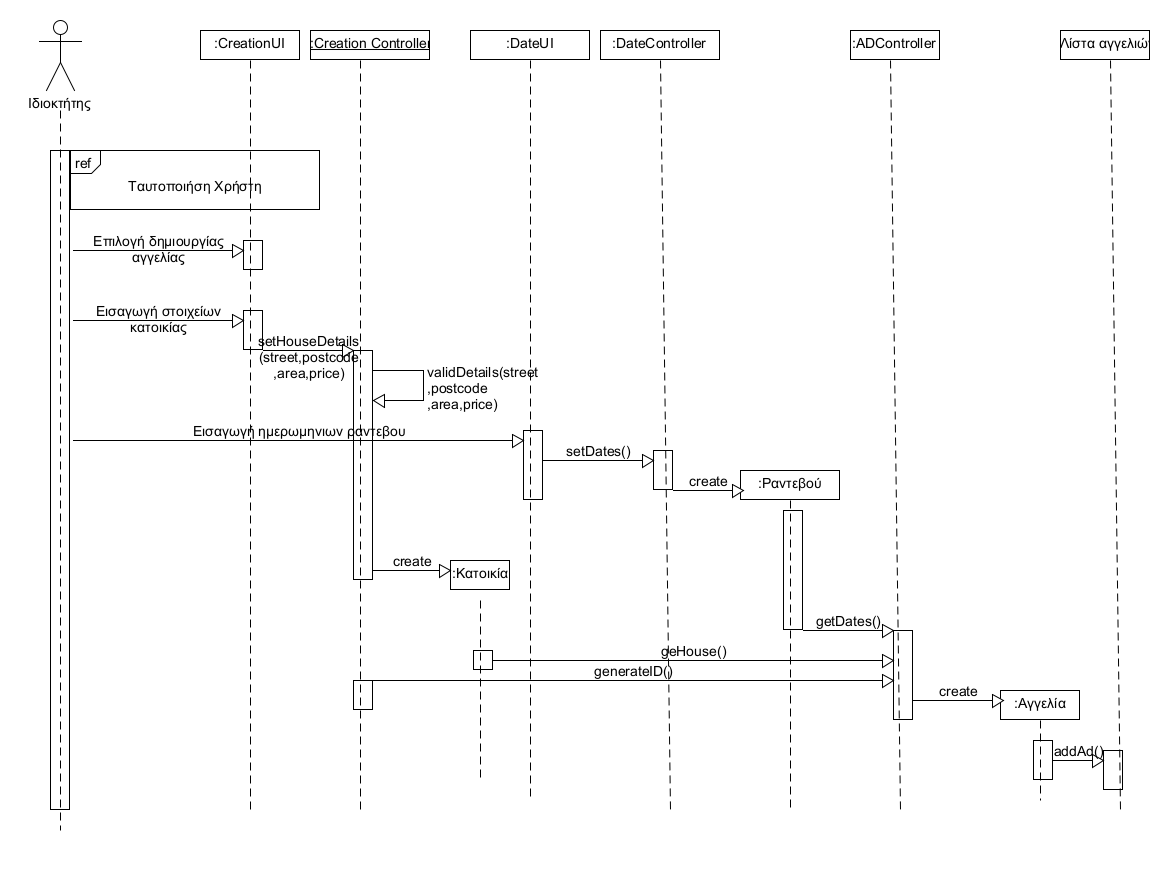 :CreationUI
:Creation Controller
:DateUI
:DateController
:ADController
Λίστα αγγελιών
Ιδιοκτήτης
ref
Ταυτοποιήση Χρήστη
Επιλογή δημιουργίας
αγγελίας
Εισαγωγή στοιχείων
κατοικίας
setHouseDetails
(street,postcode
,area,price)
validDetails(street
,postcode
,area,price)
Εισαγωγή ημερωμηνιων ραντεβου
setDates()
create
:Ραντεβού
create
:Κατοικία
getDates()
geHouse()
generateID()
create
:Αγγελία
addAd()